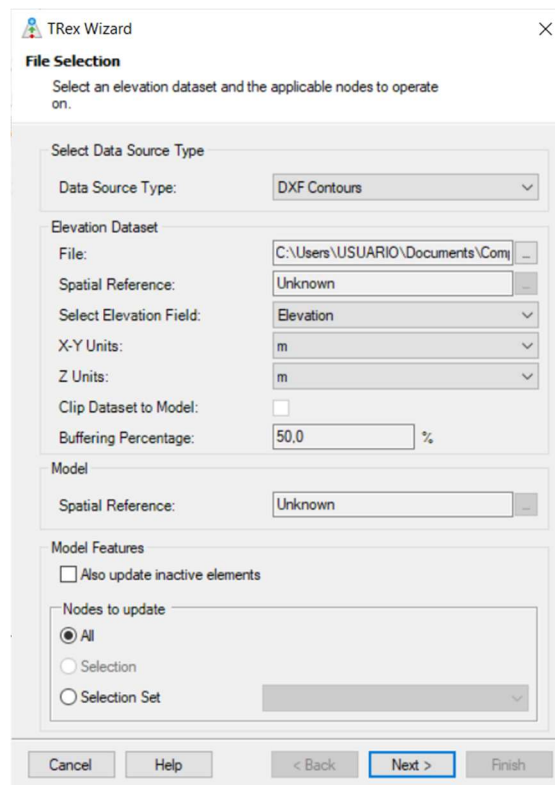 TRex Wizard
File Selection
Select an elevation dataset and the applicable nodes to operate
on.
Select Data Source Type
Data Source Type: DXF Contours
Elevation Dataset
File: C:\Users\USUARIO\Documents\Comp ...
Spatial Reference: Unknown ...
Select Elevation Field: Elevation
X-Y Units: m
Z Units: m
Clip Dataset to Model:
Buffering Percentage: 50,0 %
Model
Spatial Reference: Unknown ...
Model Features
Also update inactive elements
Nodes to update
All
Selection
Selection Set
Cancel Help < Back Next > Finish